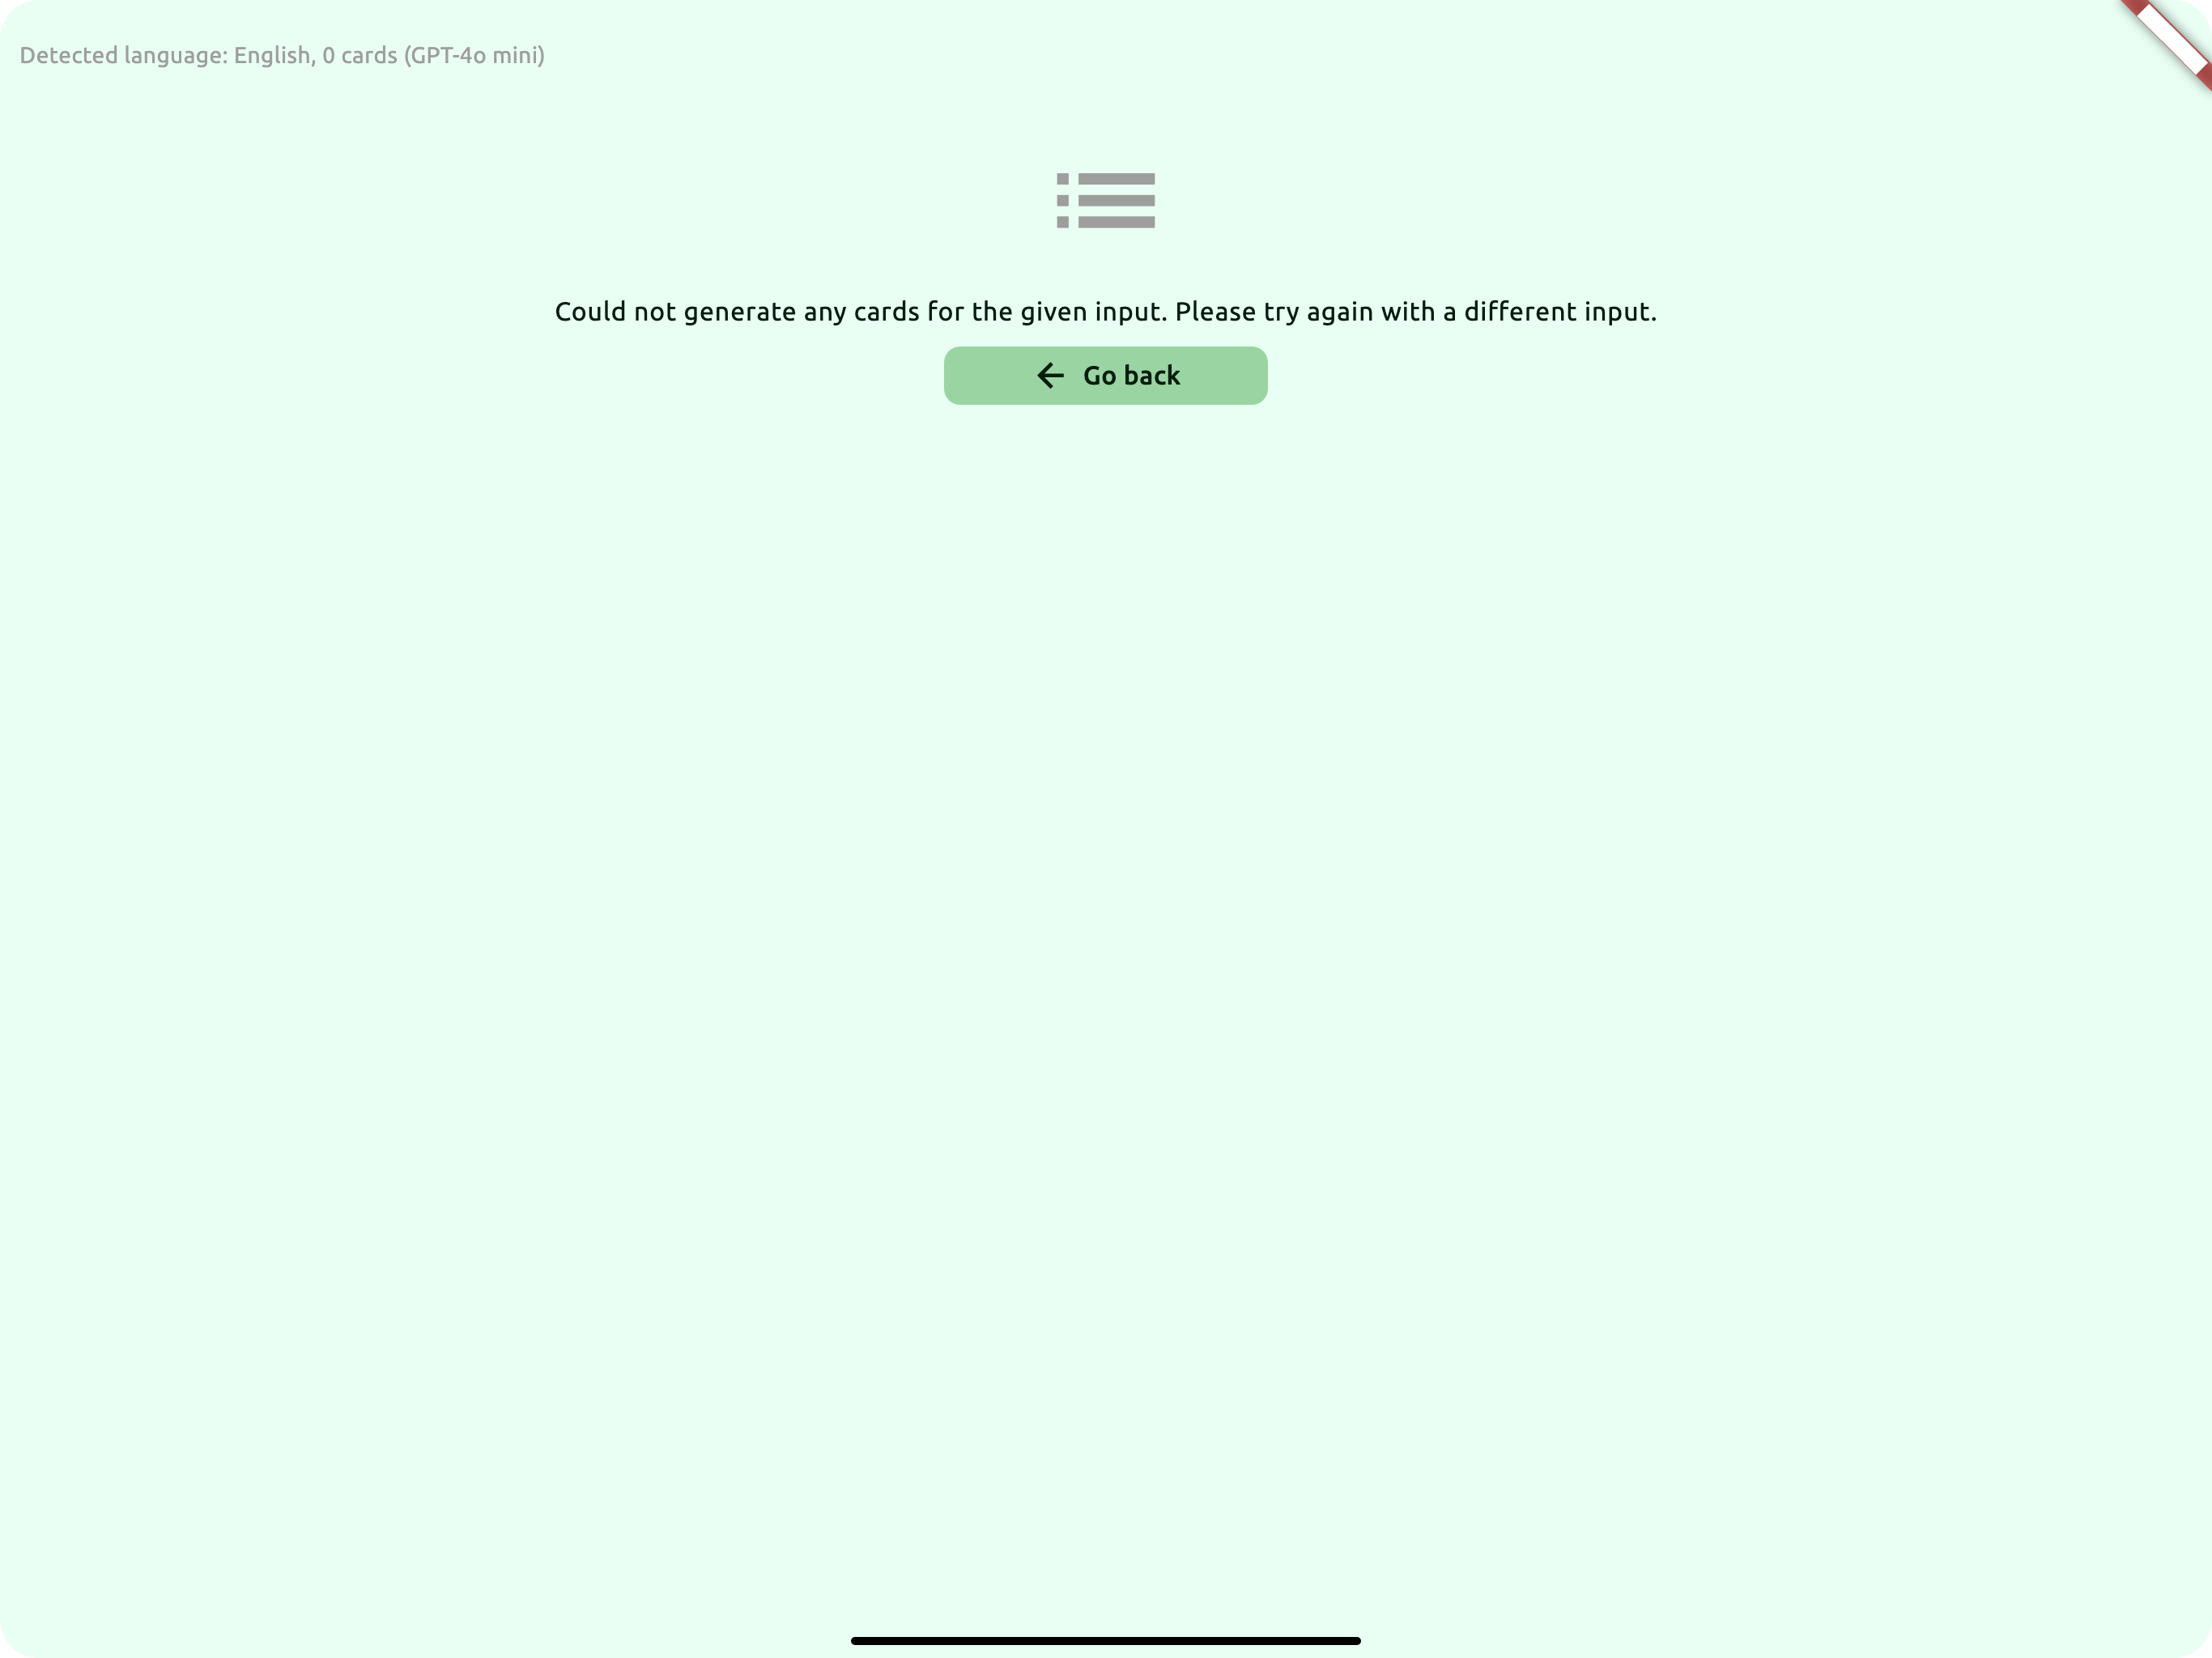 Detected language: English, 0 cards (GPT-4o mini)
Could not generate any cards for the given input. Please try again with a different input.
Go back